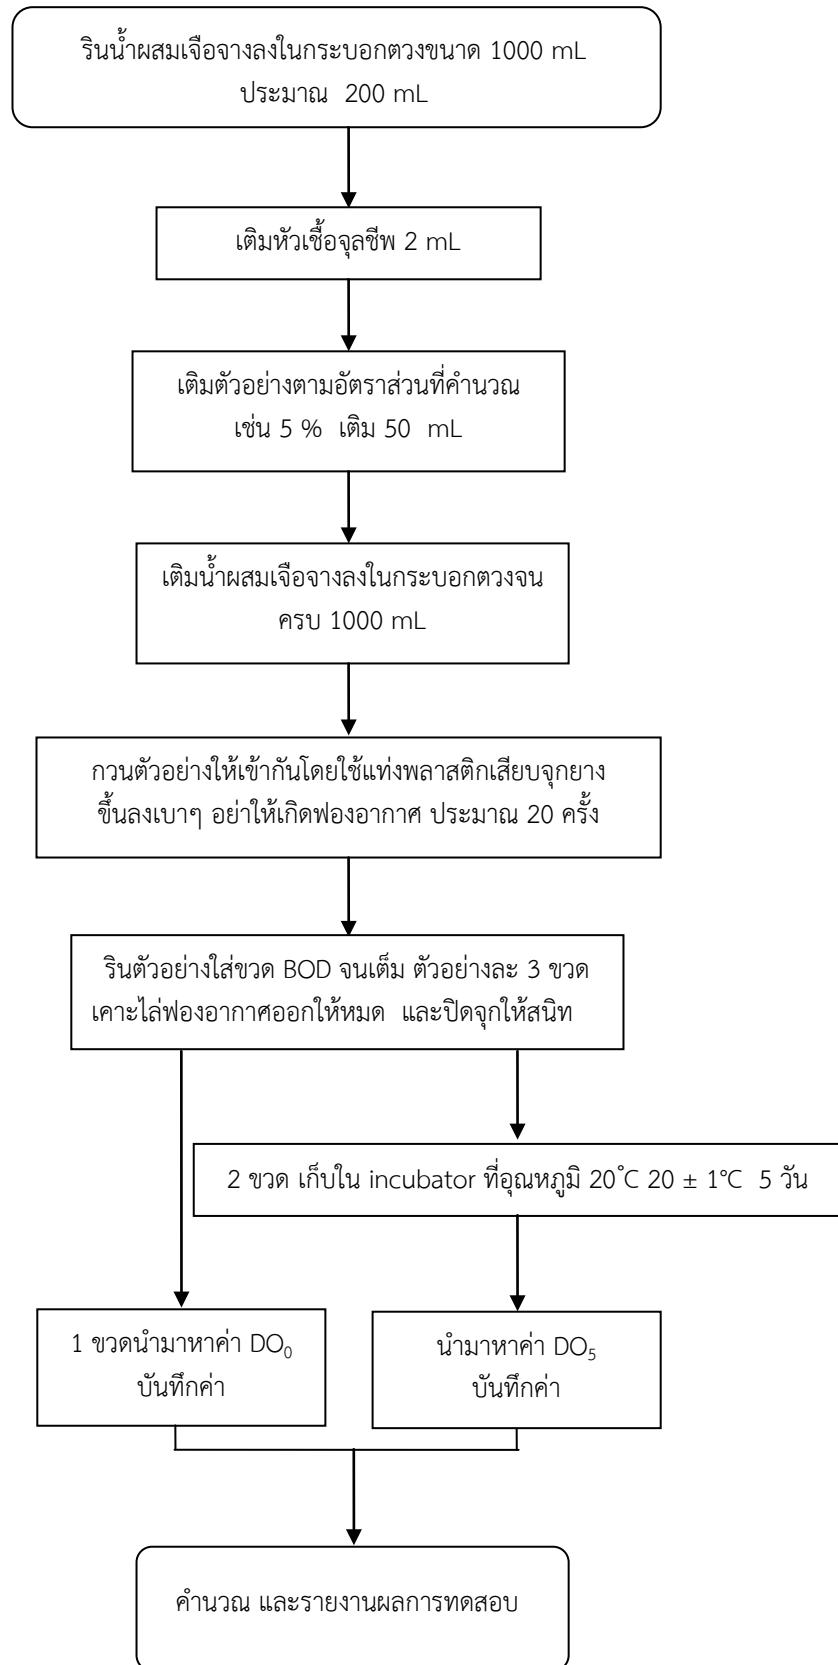 รินน้ำผสมเจือจางลงในกระบอกตวงขนาด 1000 mL
ประมาณ 200 mL
เติมหัวเชื้อจุลชีพ 2 mL
เติมตัวอย่างตามอัตราส่วนที่คำนวณ
เช่น 5 % เติม 50 mL
เติมน้ำผสมเจือจางลงในกระบอกตวงจน
ครบ 1000 mL
กวนตัวอย่างให้เข้ากันโดยใช้แท่งพลาสติกเสียบจุกยาง
ขึ้นลงเบาๆ อย่าให้เกิดฟองอากาศ ประมาณ 20 ครั้ง
รินตัวอย่างใส่ขวด BOD จนเต็ม ตัวอย่างละ 3 ขวด
เคาะไล่ฟองอากาศออกให้หมด และปิดจุกให้สนิท
2 ขวด เก็บใน incubator ที่อุณหภูมิ 20˚C 20 ± 1°C 5 วัน
1 ขวดนำมาหาค่า DO₀
บันทึกค่า
นำมาหาค่า DO₅
บันทึกค่า
คำนวณ และรายงานผลการทดสอบ